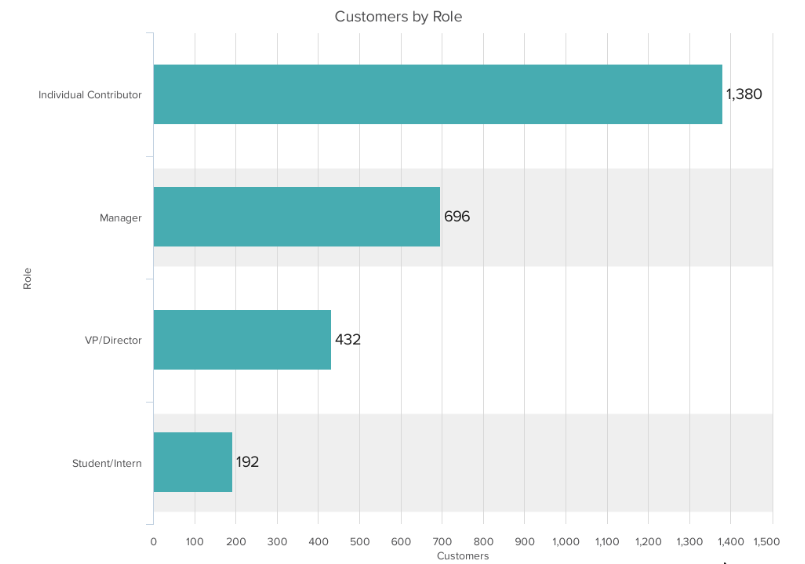 Customers by Role
Individual Contributor
1,380
Manager
696
Role
VP/Director
432
Student/Intern
192
0 100 200 300 400 500 600 700 800 900 1,000 1,100 1,200 1,300 1,400 1,500
Customers